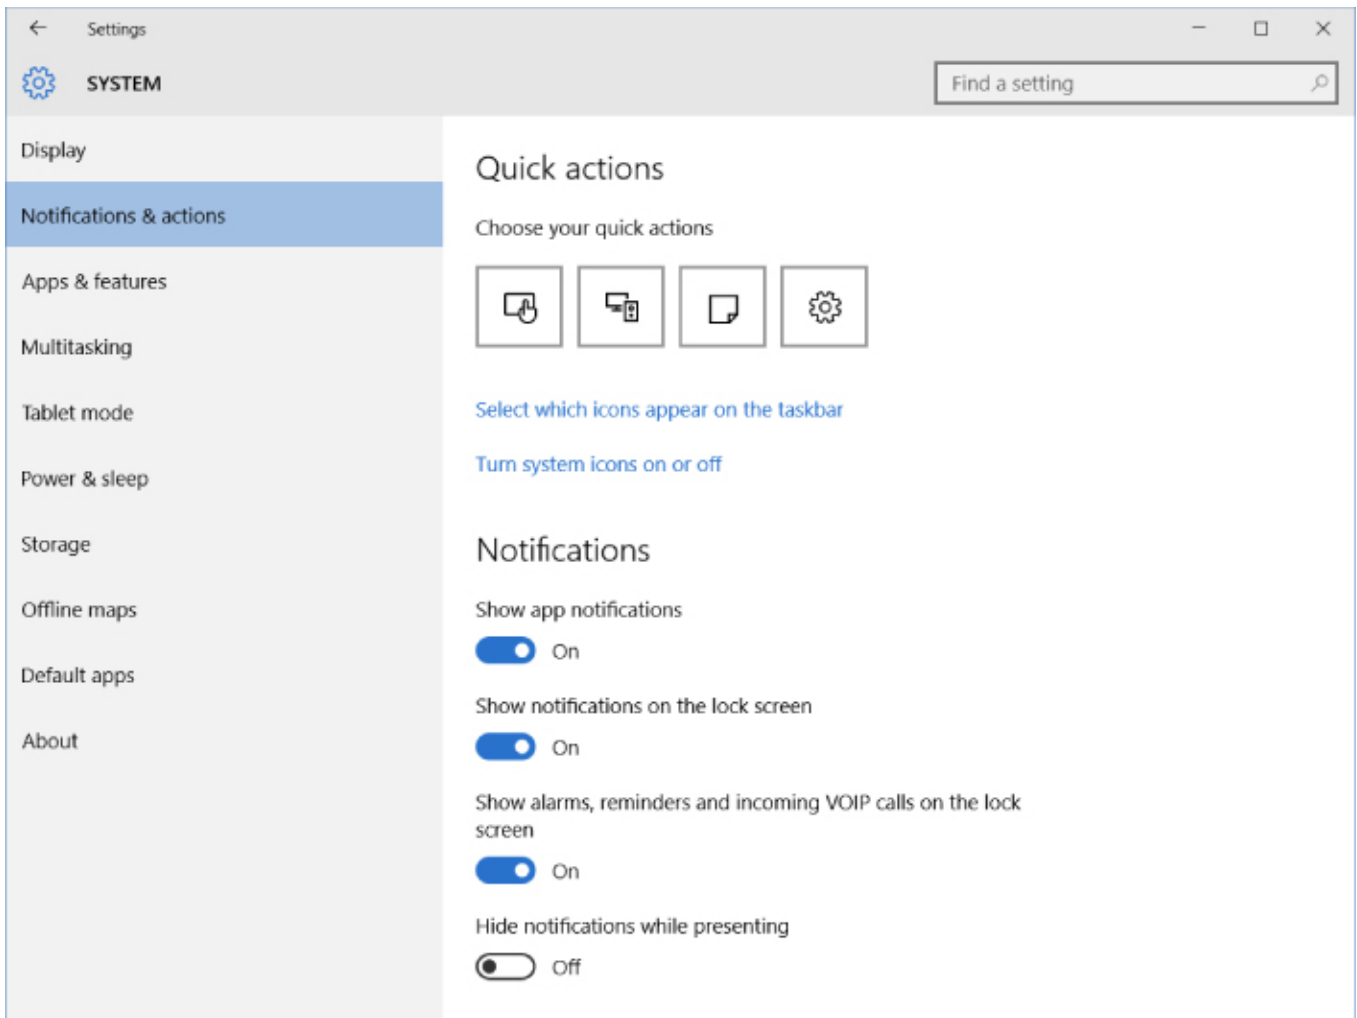 Settings
SYSTEM
Find a setting
Display
Notifications & actions
Apps & features
Multitasking
Tablet mode
Power & sleep
Storage
Offline maps
Default apps
About
Quick actions
Choose your quick actions
Select which icons appear on the taskbar
Turn system icons on or off
Notifications
Show app notifications
On
Show notifications on the lock screen
On
Show alarms, reminders and incoming VOIP calls on the lock
screen
On
Hide notifications while presenting
Off